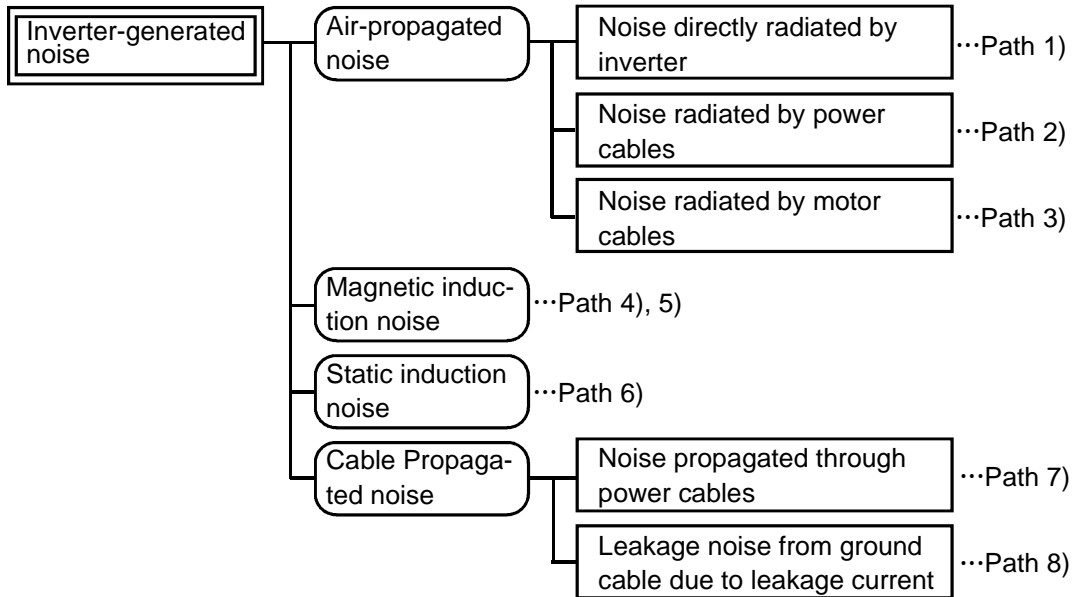 Inverter-generated
noise
Air-propagated
noise
Noise directly radiated by
inverter
···Path 1)
Noise radiated by power
cables
···Path 2)
Noise radiated by motor
cables
···Path 3)
Magnetic induc-
tion noise
···Path 4), 5)
Static induction
noise
···Path 6)
Cable Propaga-
ted noise
Noise propagated through
power cables
···Path 7)
Leakage noise from ground
cable due to leakage current
···Path 8)